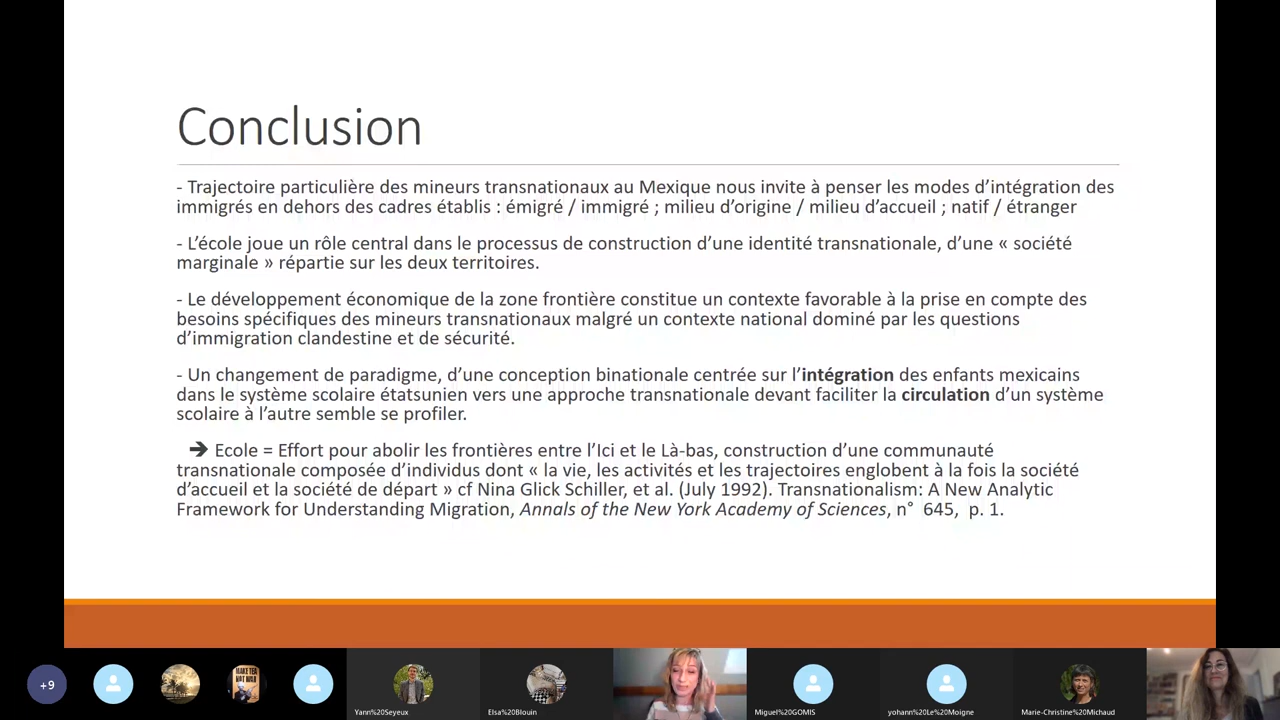 Conclusion
- Trajectoire particulière des mineurs transnationaux au Mexique nous invite à penser les modes d’intégration des
immigrés en dehors des cadres établis : émigré / immigré ; milieu d’origine / milieu d’accueil ; natif / étranger
- L’école joue un rôle central dans le processus de construction d’une identité transnationale, d’une « société
marginale » répartie sur les deux territoires.
- Le développement économique de la zone frontière constitue un contexte favorable à la prise en compte des
besoins spécifiques des mineurs transnationaux malgré un contexte national dominé par les questions
d’immigration clandestine et de sécurité.
- Un changement de paradigme, d’une conception binationale centrée sur l’intégration des enfants mexicains
dans le système scolaire étatsunien vers une approche transnationale devant faciliter la circulation d’un système
scolaire à l’autre semble se profiler.
➔ Ecole = Effort pour abolir les frontières entre l’Ici et le Là-bas, construction d’une communauté
transnationale composée d’individus dont « la vie, les activités et les trajectoires englobent à la fois la société
d’accueil et la société de départ » cf Nina Glick Schiller, et al. (July 1992). Transnationalism: A New Analytic
Framework for Understanding Migration, Annals of the New York Academy of Sciences, n° 645, p. 1.
+9
MAKE TEA
NOT WAR
Yann%20Seyeux
Elsa%20Blouin
Miguel%20GOMIS
yohann%20Le%20Moigne
Marie-Christine%20Michaud